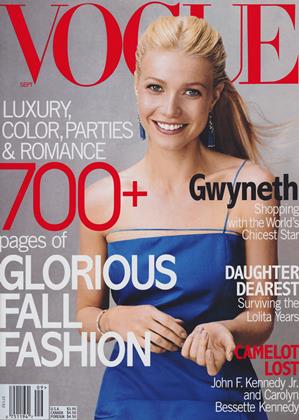 VOGUE
SEPT
LUXURY,
COLOR, PARTIES
& ROMANCE
700+
pages of
GLORIOUS
FALL
FASHION
Gwyneth
Shopping
with the World's
Chicest Star
DAUGHTER
DEAREST
Surviving the
Lolita Years
CAMELOT
LOST
John F. Kennedy Jr.
and Carolyn
Bessette Kennedy
09>